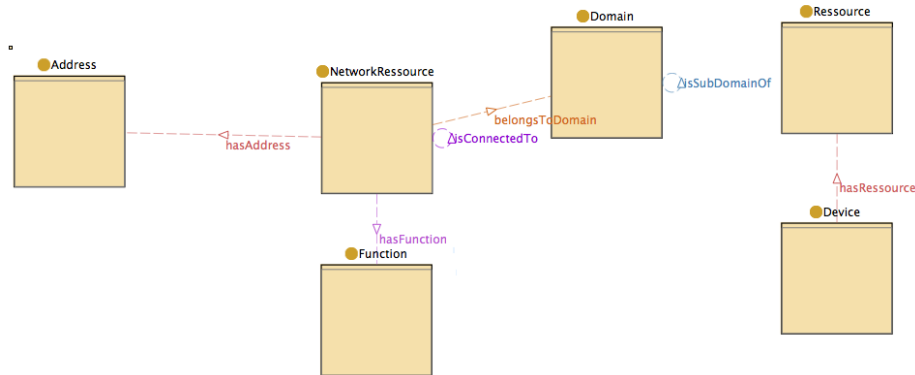 Domain
Ressource
Address
NetworkRessource
isSubDomainOf
belongsToDomain
isConnectedTo
hasAddress
hasRessource
Device
hasFunction
Function